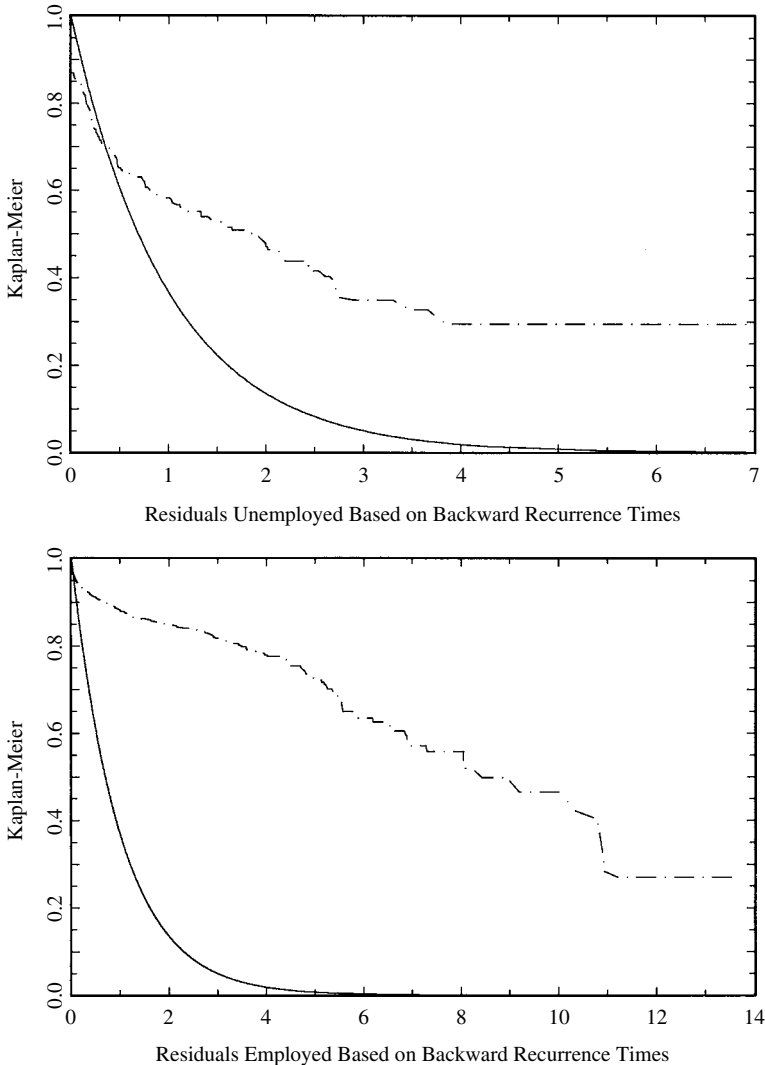 1.0
0.8
0.6
0.4
0.2
0.0
Kaplan-Meier
0 1 2 3 4 5 6 7
Residuals Unemployed Based on Backward Recurrence Times
1.0
0.8
0.6
0.4
0.2
0.0
Kaplan-Meier
0 2 4 6 8 10 12 14
Residuals Employed Based on Backward Recurrence Times